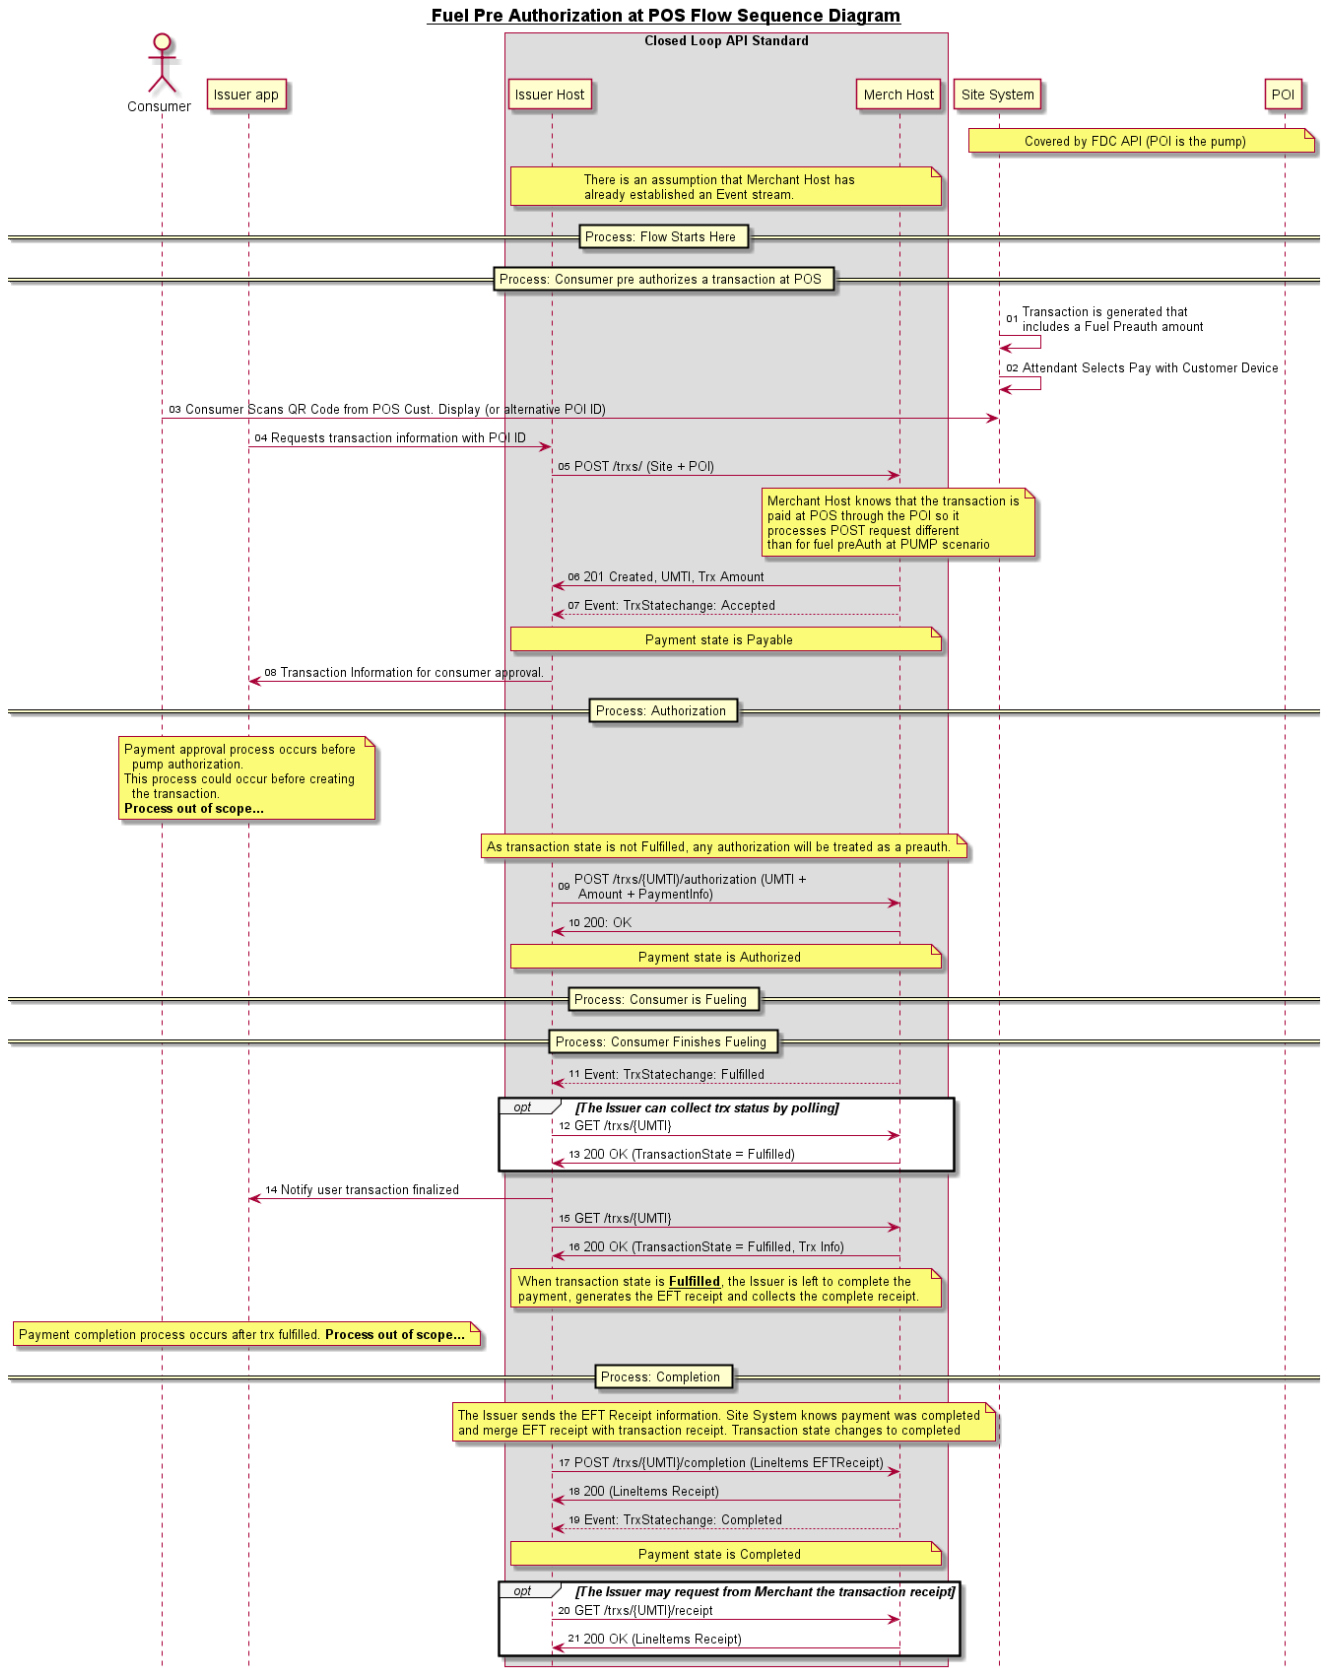 Fuel Pre Authorization at POS Flow Sequence Diagram
Closed Loop API Standard
Consumer
Issuer app
Issuer Host
Merch Host
Site System
POI
Covered by FDC API (POI is the pump)
There is an assumption that Merchant Host has
already established an Event stream.
Process: Flow Starts Here
Process: Consumer pre authorizes a transaction at POS
01 Transaction is generated that
includes a Fuel Preauth amount
02 Attendant Selects Pay with Customer Device
03 Consumer Scans QR Code from POS Cust. Display (or alternative POI ID)
04 Requests transaction information with POI ID
05 POST /trxs/ (Site + POI)
Merchant Host knows that the transaction is
paid at POS through the POI so it
processes POST request different
than for fuel preAuth at PUMP scenario
06 201 Created, UMTI, Trx Amount
07 Event: TrxStatechange: Accepted
Payment state is Payable
08 Transaction Information for consumer approval.
Process: Authorization
Payment approval process occurs before
pump authorization.
This process could occur before creating
the transaction.
Process out of scope...
As transaction state is not Fulfilled, any authorization will be treated as a preauth.
09 POST /trxs/{UMTI)/authorization (UMTI +
Amount + PaymentInfo)
10 200: OK
Payment state is Authorized
Process: Consumer is Fueling
Process: Consumer Finishes Fueling
11 Event: TrxStatechange: Fulfilled
opt [The Issuer can collect trx status by polling]
12 GET /trxs/{UMTI}
13 200 OK (TransactionState = Fulfilled)
14 Notify user transaction finalized
15 GET /trxs/{UMTI}
16 200 OK (TransactionState = Fulfilled, Trx Info)
When transaction state is Fulfilled, the Issuer is left to complete the
payment, generates the EFT receipt and collects the complete receipt.
Payment completion process occurs after trx fulfilled. Process out of scope...
Process: Completion
The Issuer sends the EFT Receipt information. Site System knows payment was completed
and merge EFT receipt with transaction receipt. Transaction state changes to completed
17 POST /trxs/{UMTI}/completion (LineItems EFTReceipt)
18 200 (LineItems Receipt)
19 Event: TrxStatechange: Completed
Payment state is Completed
opt [The Issuer may request from Merchant the transaction receipt]
20 GET /trxs/{UMTI}/receipt
21 200 OK (LineItems Receipt)